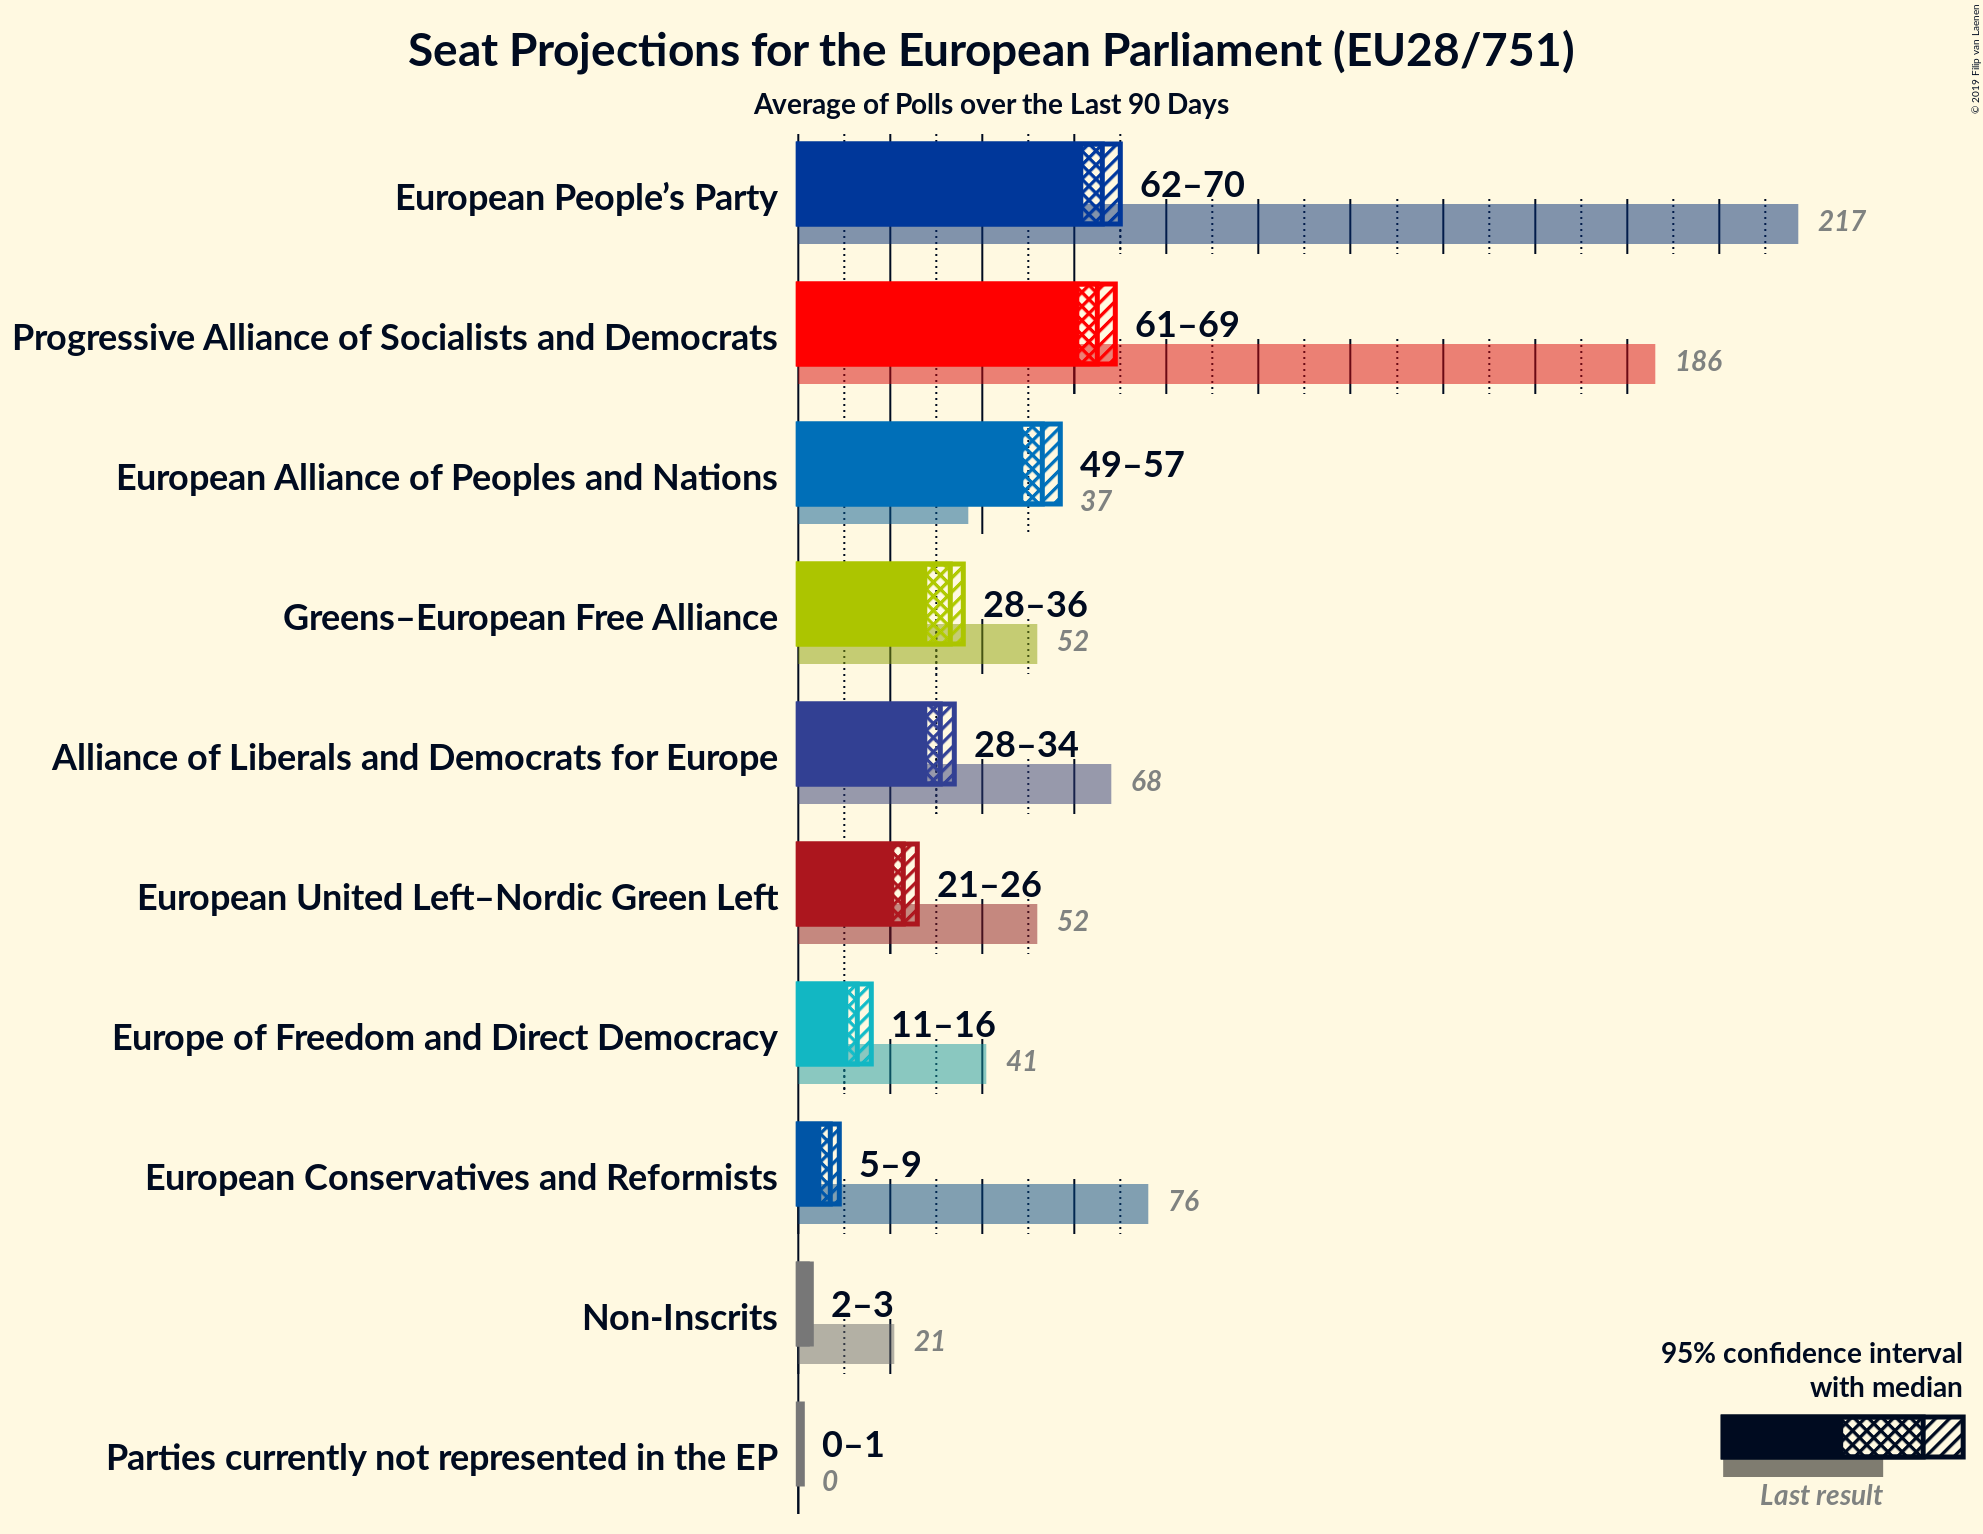 Seat Projections for the European Parliament (EU28/751)
Average of Polls over the Last 90 Days
© 2019 Filip van Laenen
European People’s Party
62–70
217
Progressive Alliance of Socialists and Democrats
61–69
186
European Alliance of Peoples and Nations
49–57
37
Greens–European Free Alliance
28–36
52
Alliance of Liberals and Democrats for Europe
28–34
68
European United Left–Nordic Green Left
21–26
52
Europe of Freedom and Direct Democracy
11–16
41
European Conservatives and Reformists
5–9
76
Non-Inscrits
2–3
21
Parties currently not represented in the EP
0–1
0
95% confidence interval
with median
Last result